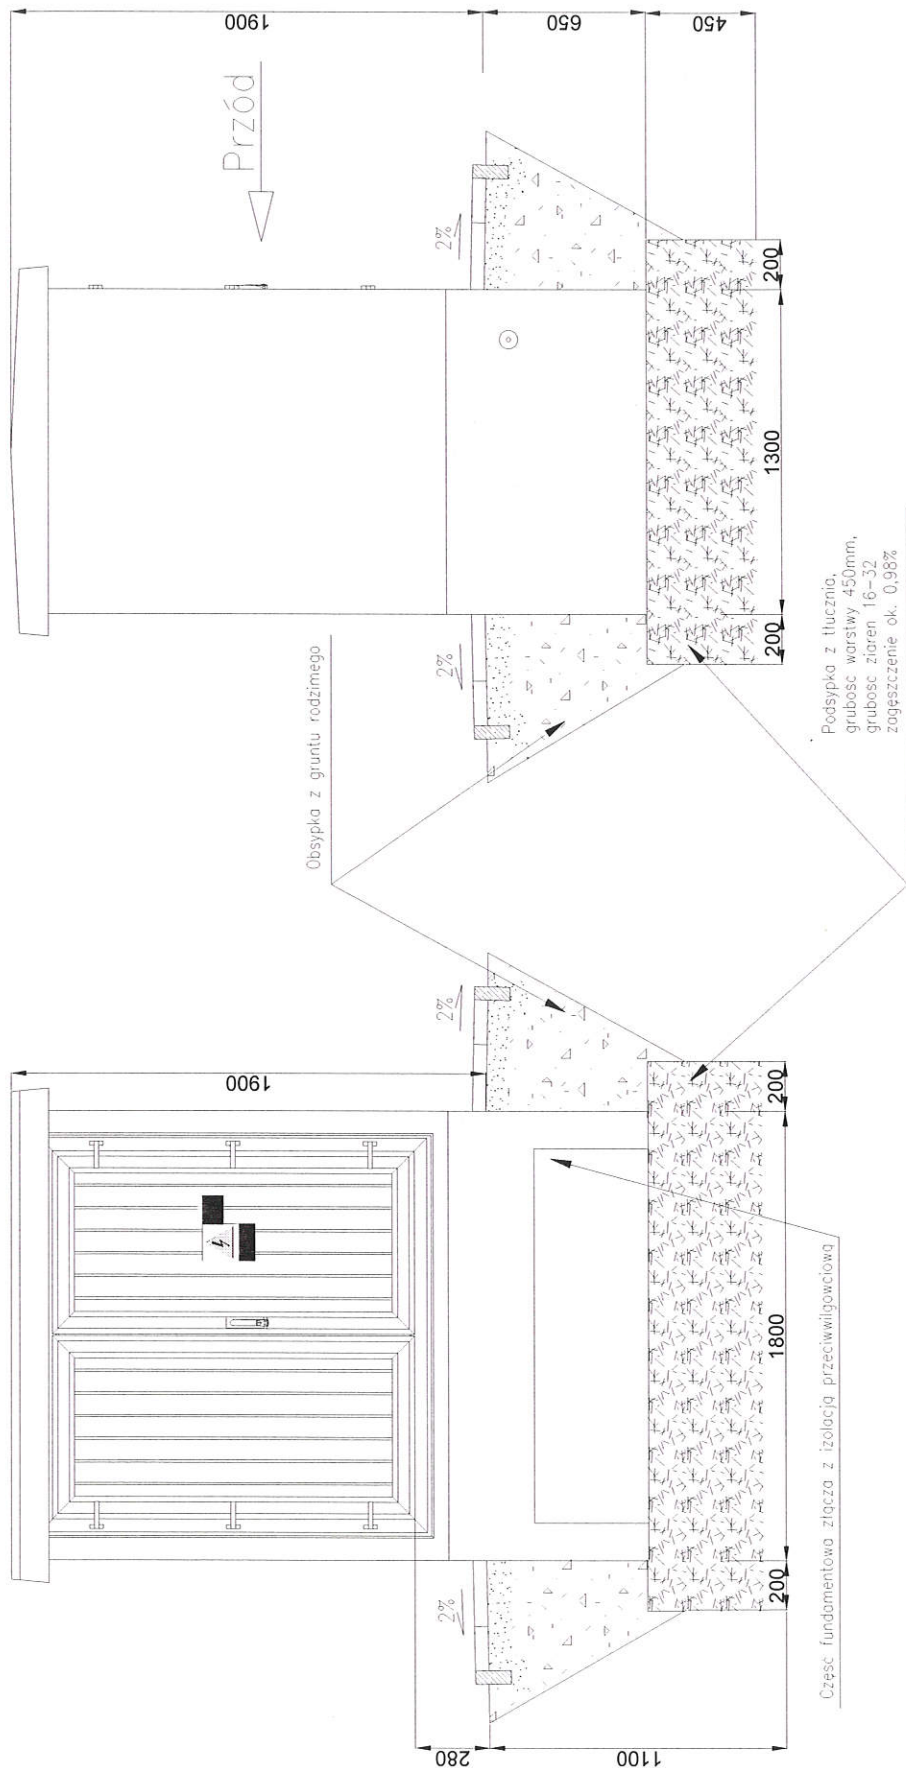 1900
650
450
Przód
2%
2%
200
1300
200
Obsypka z gruntu rodzimego
Podsypka z tłucznia,
grubość warstwy 450mm,
grubość ziaren 16-32
zagęszczenie ok. 0,98%
1900
2%
2%
200
1800
200
280
1100
Część fundamentowa złącza z izolacją przeciwwilgociową